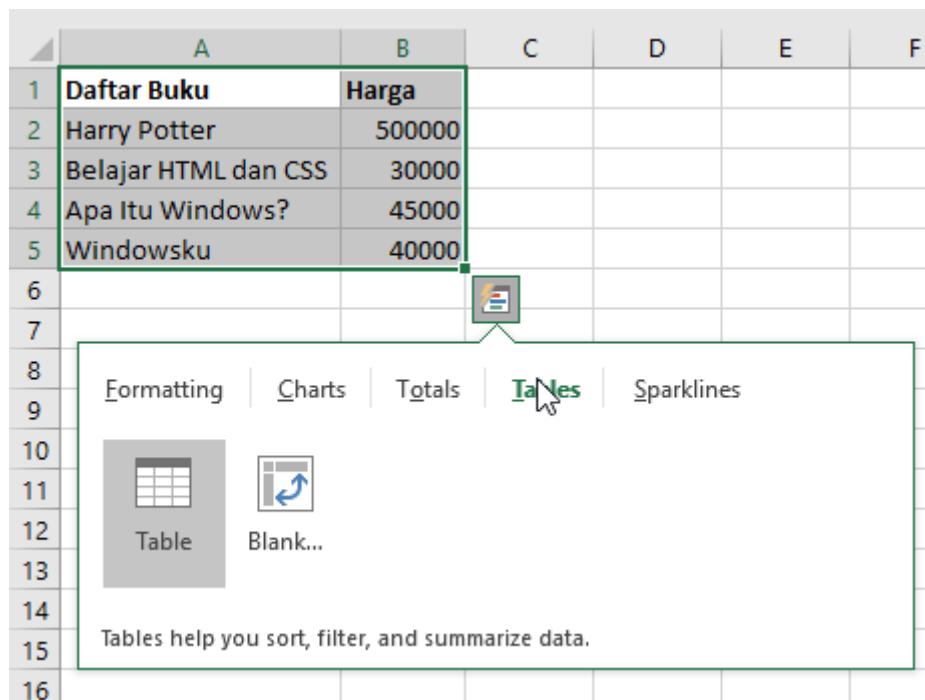 A B C D E F
1 Daftar Buku Harga
2 Harry Potter 500000
3 Belajar HTML dan CSS 30000
4 Apa Itu Windows? 45000
5 Windowsku 40000
6
7
8
9
10
11
12
13
14
15
16
Formatting Charts Totals Tables Sparklines
Table Blank...
Tables help you sort, filter, and summarize data.